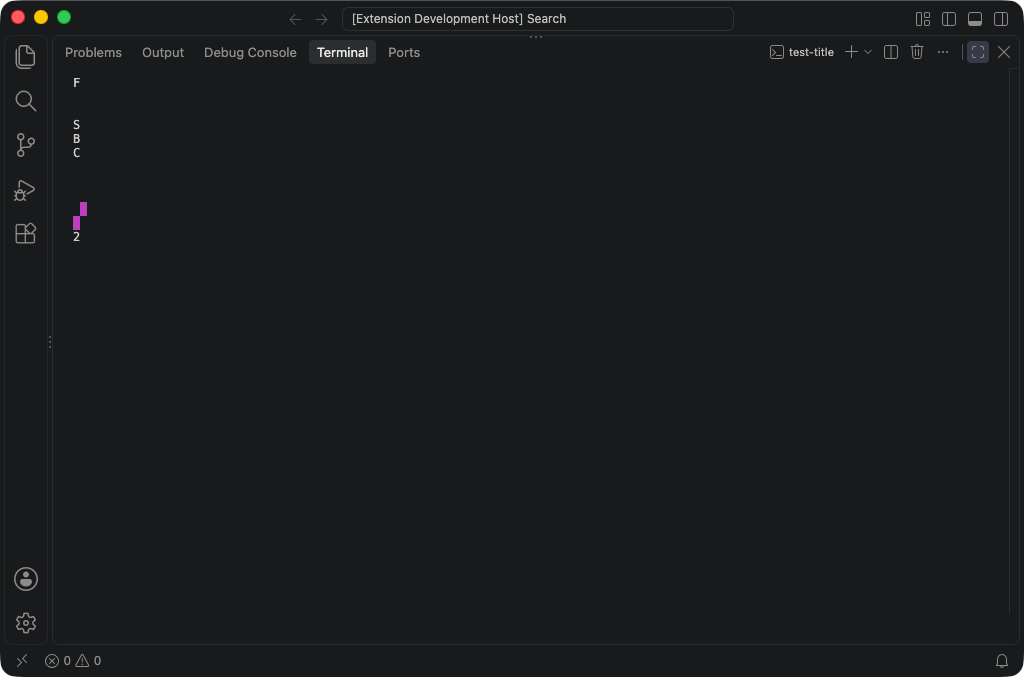 [Extension Development Host] Search
Problems Output Debug Console Terminal Ports
test-title
F
S
B
C
2
0 0